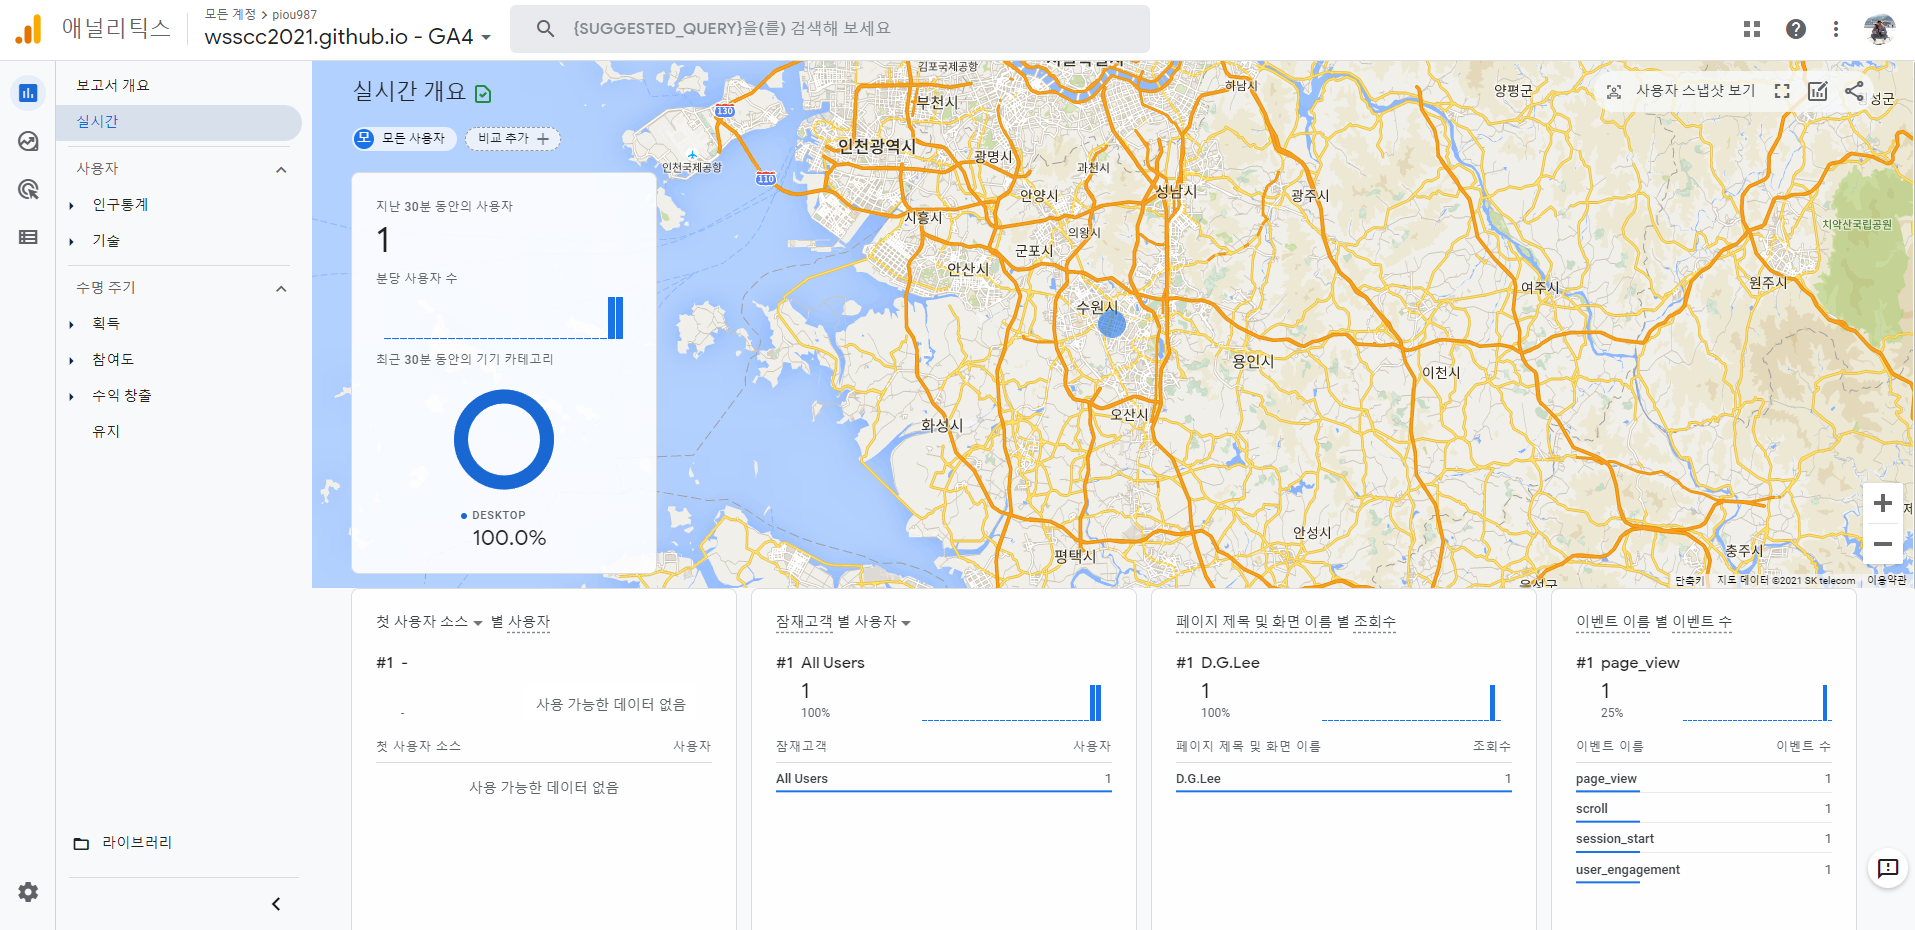 애널리틱스
모든 계정 > piou987
wsscc2021.github.io - GA4
{SUGGESTED_QUERY}을(를) 검색해 보세요
보고서 개요
실시간
사용자
인구통계
기술
수명 주기
획득
참여도
수익 창출
유지
라이브러리
실시간 개요
사용자 스냅샷 보기
모 모든 사용자
비교 추가
지난 30분 동안의 사용자
1
분당 사용자 수
최근 30분 동안의 기기 카테고리
DESKTOP
100.0%
김포국제공항
하남시
양평군
성군
부천시
130
인천광역시
광명시
과천시
인천국제공항
110
안양시
성남시
광주시
시흥시
의왕시
치악산국립공원
군포시
안산시
여주시
원주시
수원시
용인시
이천시
오산시
화성시
안성시
제
평택시
충주시
음성군
단축키
지도 데이터 ©2021 SK telecom
이용약관
첫 사용자 소스 별 사용자
#1 -
-
사용 가능한 데이터 없음
첫 사용자 소스 사용자
사용 가능한 데이터 없음
잠재고객 별 사용자
#1 All Users
1
100%
잠재고객 사용자
All Users 1
페이지 제목 및 화면 이름 별 조회수
#1 D.G.Lee
1
100%
페이지 제목 및 화면 이름 조회수
D.G.Lee 1
이벤트 이름 별 이벤트 수
#1 page_view
1
25%
이벤트 이름 이벤트 수
page_view 1
scroll 1
session_start 1
user_engagement 1